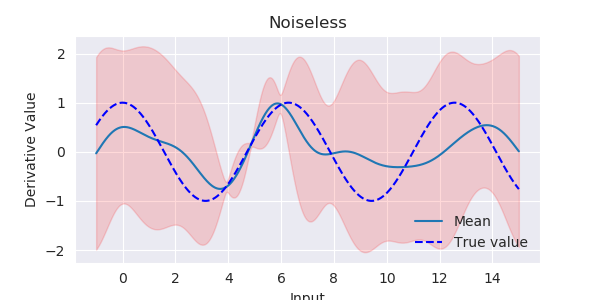 Noiseless
Derivative Value
2
1
0
−1
−2
0 2 4 6 8 10 12 14
Input
Mean
True value